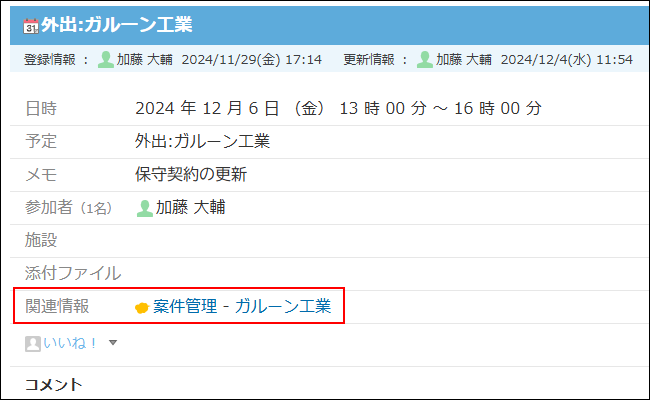 31 外出:ガルーン工業
登録情報 : 加藤 大輔 2024/11/29(金) 17:14 更新情報 : 加藤 大輔 2024/12/4(水) 11:54
日時 2024 年 12 月 6 日 (金) 13 時 00 分 ～ 16 時 00 分
予定 外出:ガルーン工業
メモ 保守契約の更新
参加者 (1名) 加藤 大輔
施設
添付ファイル
関連情報 案件管理 - ガルーン工業
いいね！
コメント